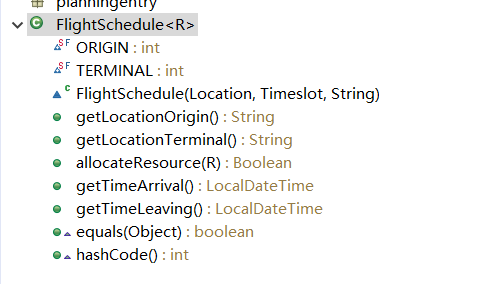 planningentry
FlightSchedule<R>
ORIGIN : int
TERMINAL : int
FlightSchedule(Location, Timeslot, String)
getLocationOrigin() : String
getLocationTerminal() : String
allocateResource(R) : Boolean
getTimeArrival() : LocalDateTime
getTimeLeaving() : LocalDateTime
equals(Object) : boolean
hashCode() : int